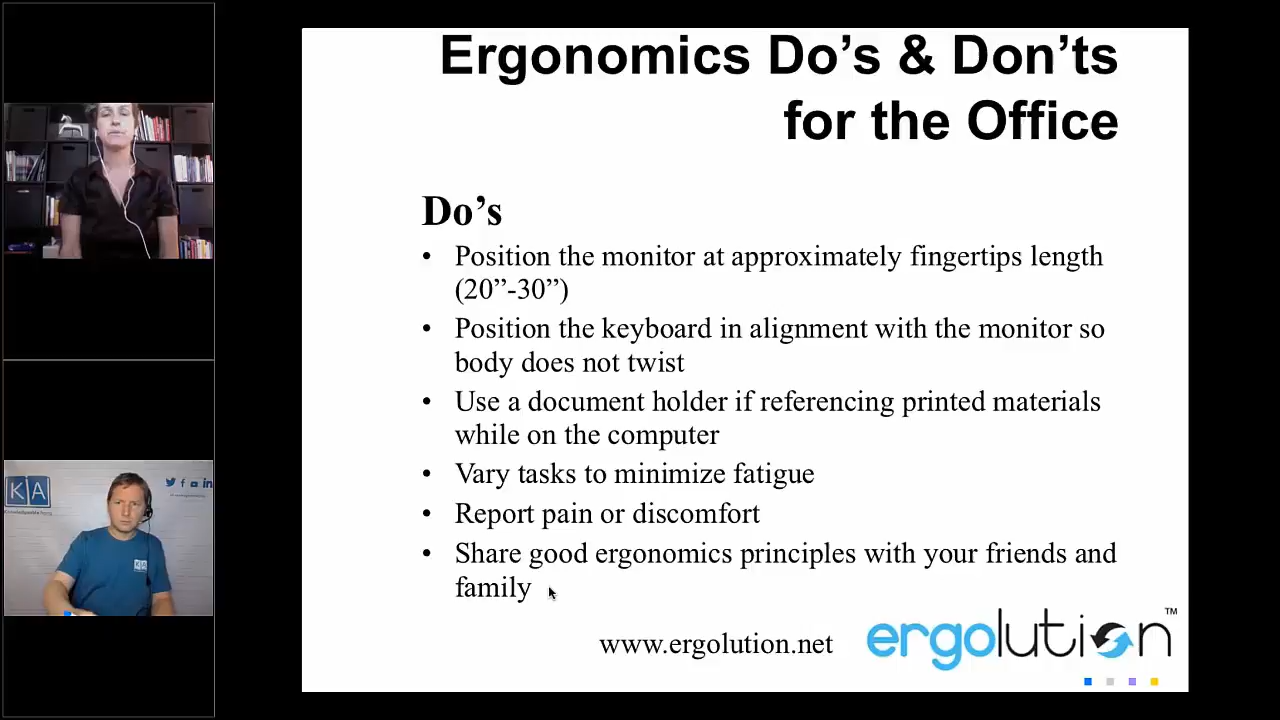 Ergonomics Do’s & Don’ts
for the Office
Do’s
• Position the monitor at approximately fingertips length
(20”-30”)
• Position the keyboard in alignment with the monitor so
body does not twist
• Use a document holder if referencing printed materials
while on the computer
• Vary tasks to minimize fatigue
• Report pain or discomfort
• Share good ergonomics principles with your friends and
family
www.ergolution.net
ergolution™
KA
KA